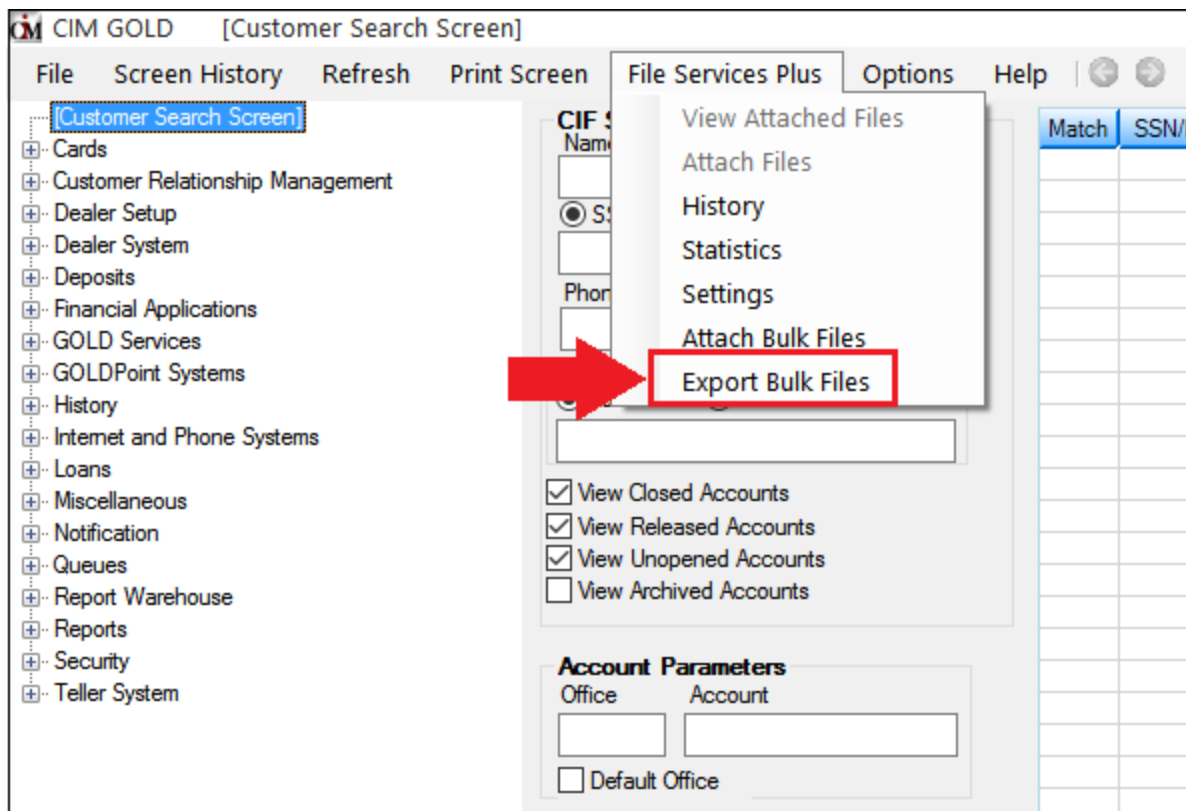 CIM CIM GOLD [Customer Search Screen]
File Screen History Refresh Print Screen File Services Plus Options Help
[Customer Search Screen]
Cards
Customer Relationship Management
Dealer Setup
Dealer System
Deposits
Financial Applications
GOLD Services
GOLDPoint Systems
History
Internet and Phone Systems
Loans
Miscellaneous
Notification
Queues
Report Warehouse
Reports
Security
Teller System
CIF
View Attached Files
Attach Files
History
Statistics
Settings
Attach Bulk Files
Export Bulk Files
View Closed Accounts
View Released Accounts
View Unopened Accounts
View Archived Accounts
Account Parameters
Office Account
Default Office
Match SSN/